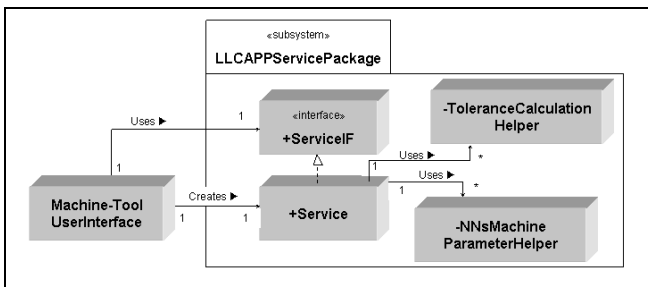 «subsystem»
LLCAPPServicePackage
-ToleranceCalculation
Helper
«interface»
+ServiceIF
Uses ▶
1
1
Uses ▶
1
*
Machine-Tool
UserInterface
Creates ▶
1
1
+Service
Uses ▶
1
*
-NNsMachine
ParameterHelper